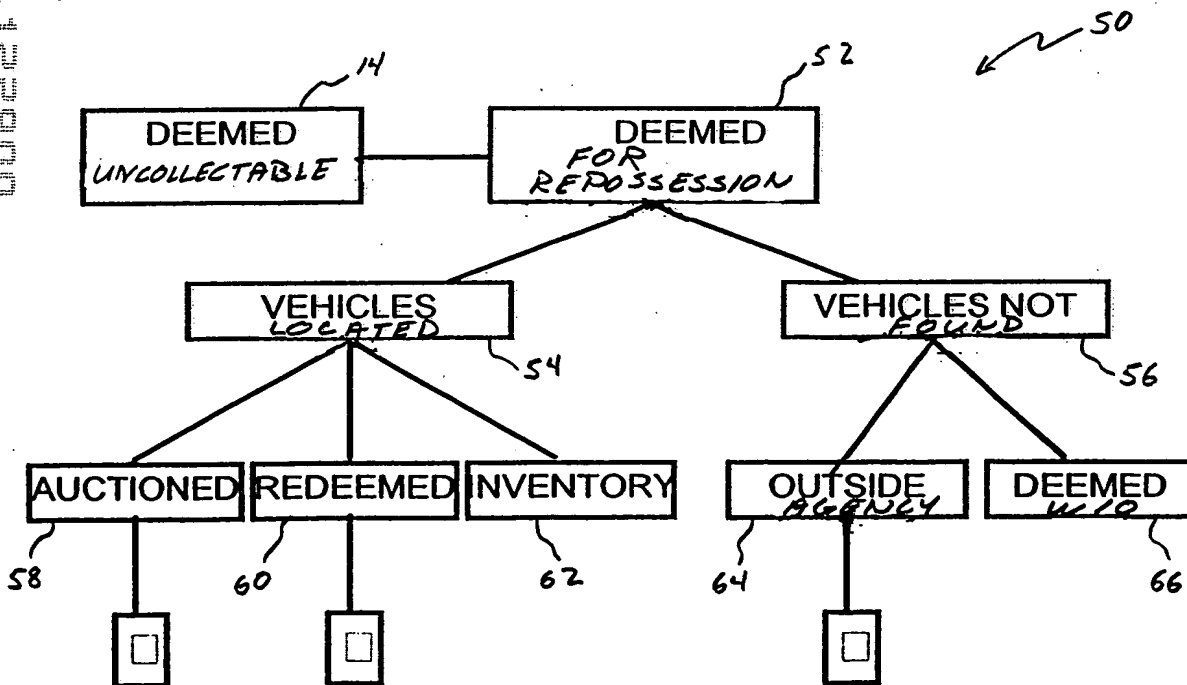 50
14
52
DEEMED
UNCOLLECTABLE
DEEMED
FOR
REPOSSESSION
VEHICLES
LOCATED
54
VEHICLES NOT
FOUND
56
AUCTIONED
REDEEMED
INVENTORY
OUTSIDE
AGENCY
DEEMED
W/O
58
60
62
64
66